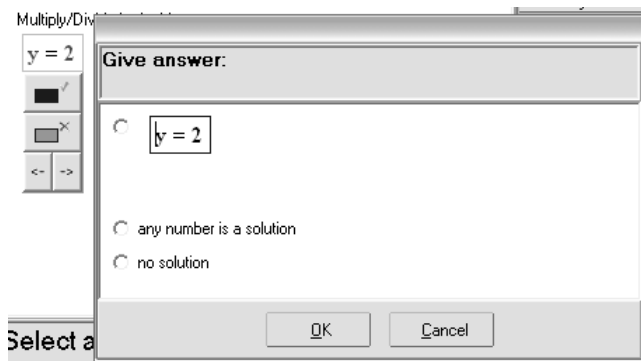 Multiply/Div
y = 2
Give answer:
y = 2
<- ->
any number is a solution
no solution
OK Cancel
Select a